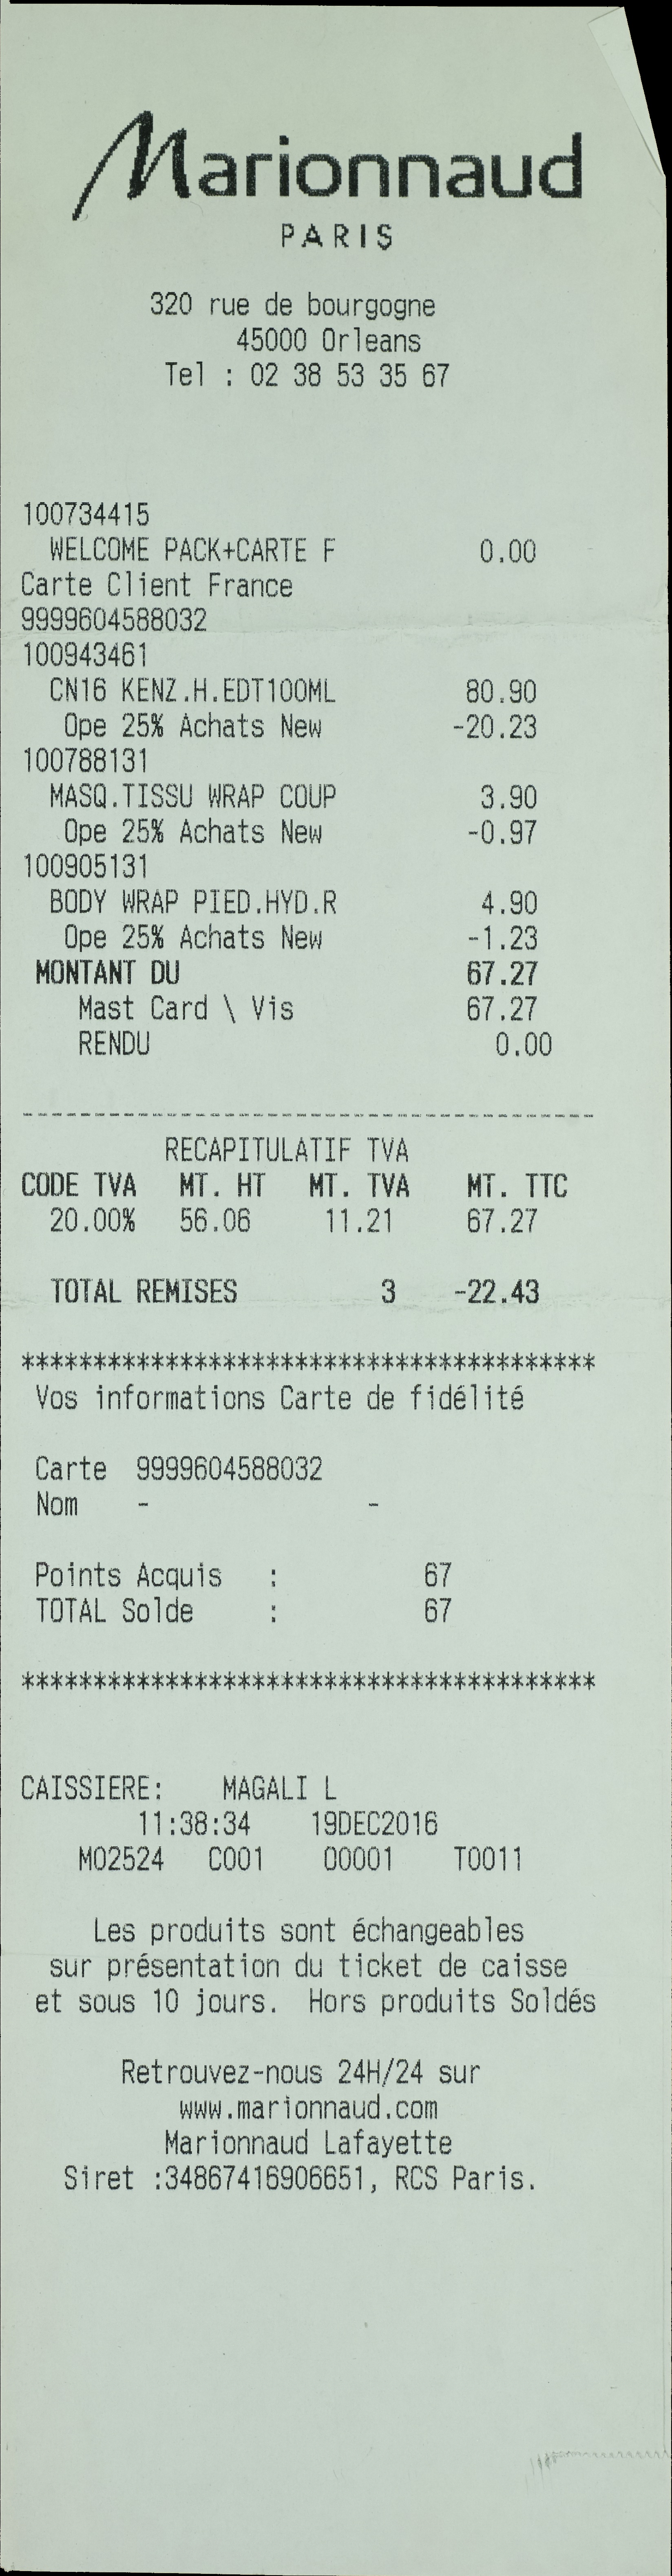 Marionnaud
PARIS
320 rue de bourgogne
45000 Orleans
Tel : 02 38 53 35 67
100734415
WELCOME PACK+CARTE F 0.00
Carte Client France
9999604588032
100943461
CN16 KENZ.H.EDT100ML 80.90
Ope 25% Achats New -20.23
100788131
MASQ.TISSU WRAP COUP 3.90
Ope 25% Achats New -0.97
100905131
BODY WRAP PIED.HYD.R 4.90
Ope 25% Achats New -1.23
MONTANT DU 67.27
Mast Card \ Vis 67.27
RENDU 0.00
----------------------------------------
RECAPITULATIF TVA
CODE TVA MT. HT MT. TVA MT. TTC
20.00% 56.06 11.21 67.27
TOTAL REMISES 3 -22.43
****************************************
Vos informations Carte de fidélité
Carte 9999604588032
Nom - -
Points Acquis : 67
TOTAL Solde : 67
****************************************
CAISSIERE: MAGALI L
11:38:34 19DEC2016
M02524 C001 00001 T0011
Les produits sont échangeables
sur présentation du ticket de caisse
et sous 10 jours. Hors produits Soldés
Retrouvez-nous 24H/24 sur
www.marionnaud.com
Marionnaud Lafayette
Siret :34867416906651, RCS Paris.